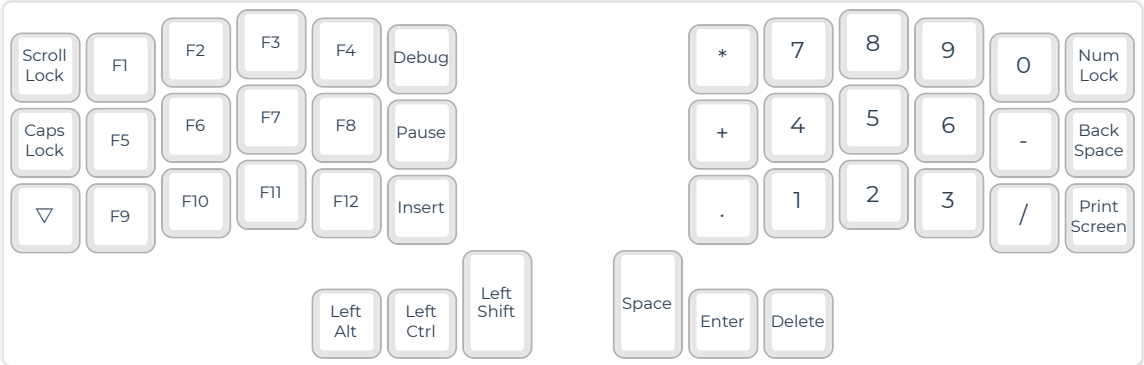 Scroll Lock F1 F2 F3 F4 Debug * 7 8 9 0 Num Lock
Caps Lock F5 F6 F7 F8 Pause + 4 5 6 - Back Space
▽ F9 F10 F11 F12 Insert . 1 2 3 / Print Screen
Left Alt Left Ctrl Left Shift Space Enter Delete